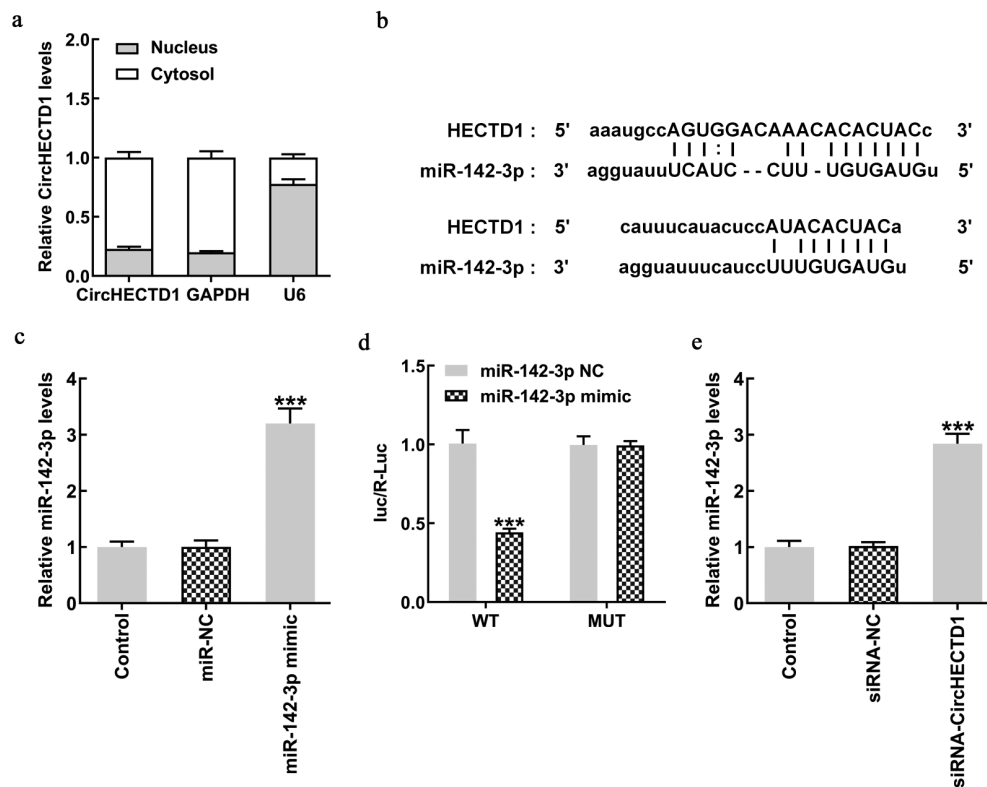 a
Relative CircHECTD1 levels
2.0
1.5
1.0
0.5
0.0
Nucleus
Cytosol
CircHECTD1 GAPDH U6
b
HECTD1 : 5' aaaugccAGUGGACAAACACACUACc 3'
miR-142-3p : 3' agguauuUCAUC - - CUU - UGUGAUGu 5'
HECTD1 : 5' cauuucauacuccAUACACUACa 3'
miR-142-3p : 3' agguauuucauccUUUGUGAUGu 5'
c
Relative miR-142-3p levels
4
3
2
1
0
***
Control
miR-NC
miR-142-3p mimic
d
luc/R-Luc
1.5
1.0
0.5
0.0
miR-142-3p NC
miR-142-3p mimic
***
WT MUT
e
Relative miR-142-3p levels
4
3
2
1
0
***
Control
siRNA-NC
siRNA-CircHECTD1